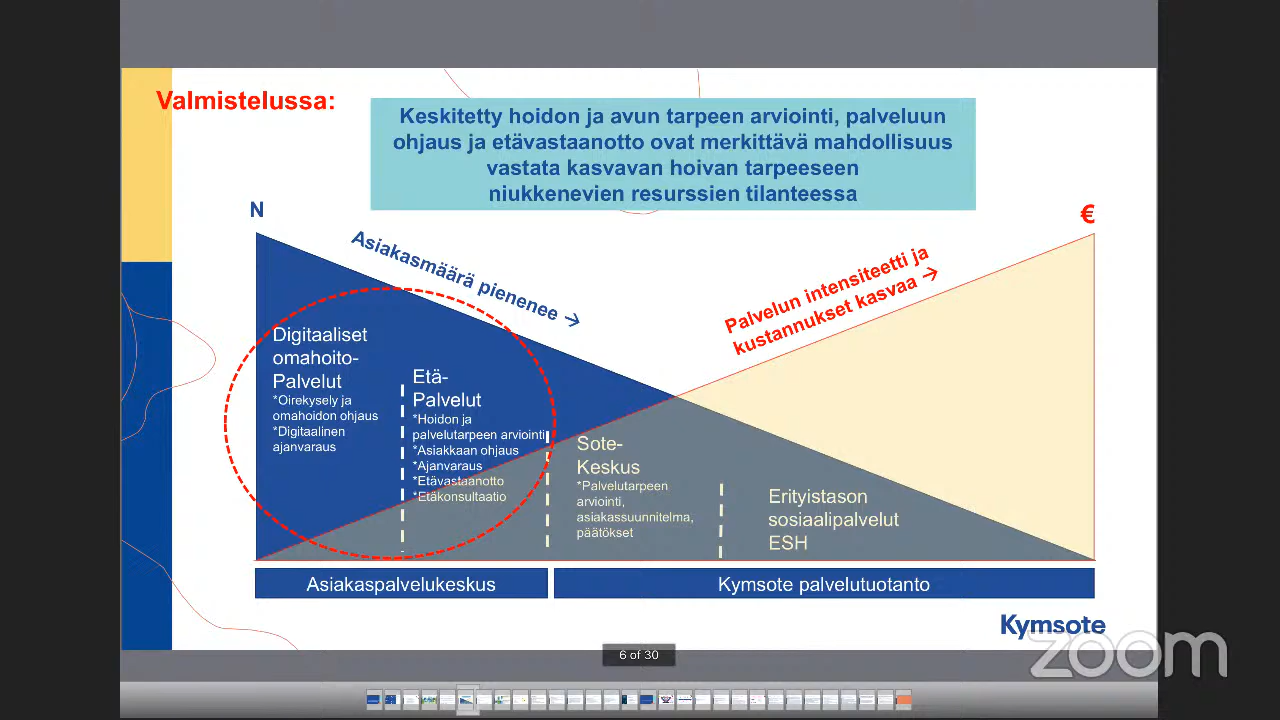 Valmistelussa:
Keskitetty hoidon ja avun tarpeen arviointi, palveluun
ohjaus ja etävastaanotto ovat merkittävä mahdollisuus
vastata kasvavan hoivan tarpeeseen
niukkenevien resurssien tilanteessa
N
€
Asiakasmäärä pienenee →
Palvelun intensiteetti ja
kustannukset kasvaa →
Digitaaliset
omahoito-
Palvelut
*Oirekysely ja
omahoidon ohjaus
*Digitaalinen
ajanvaraus
Etä-
Palvelut
*Hoidon ja
palvelutarpeen arviointi
*Asiakkaan ohjaus
*Ajanvaraus
*Etävastaanotto
*Etäkonsultaatio
Sote-
Keskus
*Palvelutarpeen
arviointi,
asiakassuunnitelma,
päätökset
Erityistason
sosiaalipalvelut
ESH
Asiakaspalvelukeskus
Kymsote palvelutuotanto
Kymsote
zoom
6 of 30